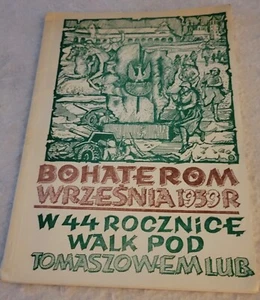 BOHATEROM
WRZEŚNIA 1939 R
W 44 ROCZNICĘ
WALK POD
TOMASZOWEM LUB.